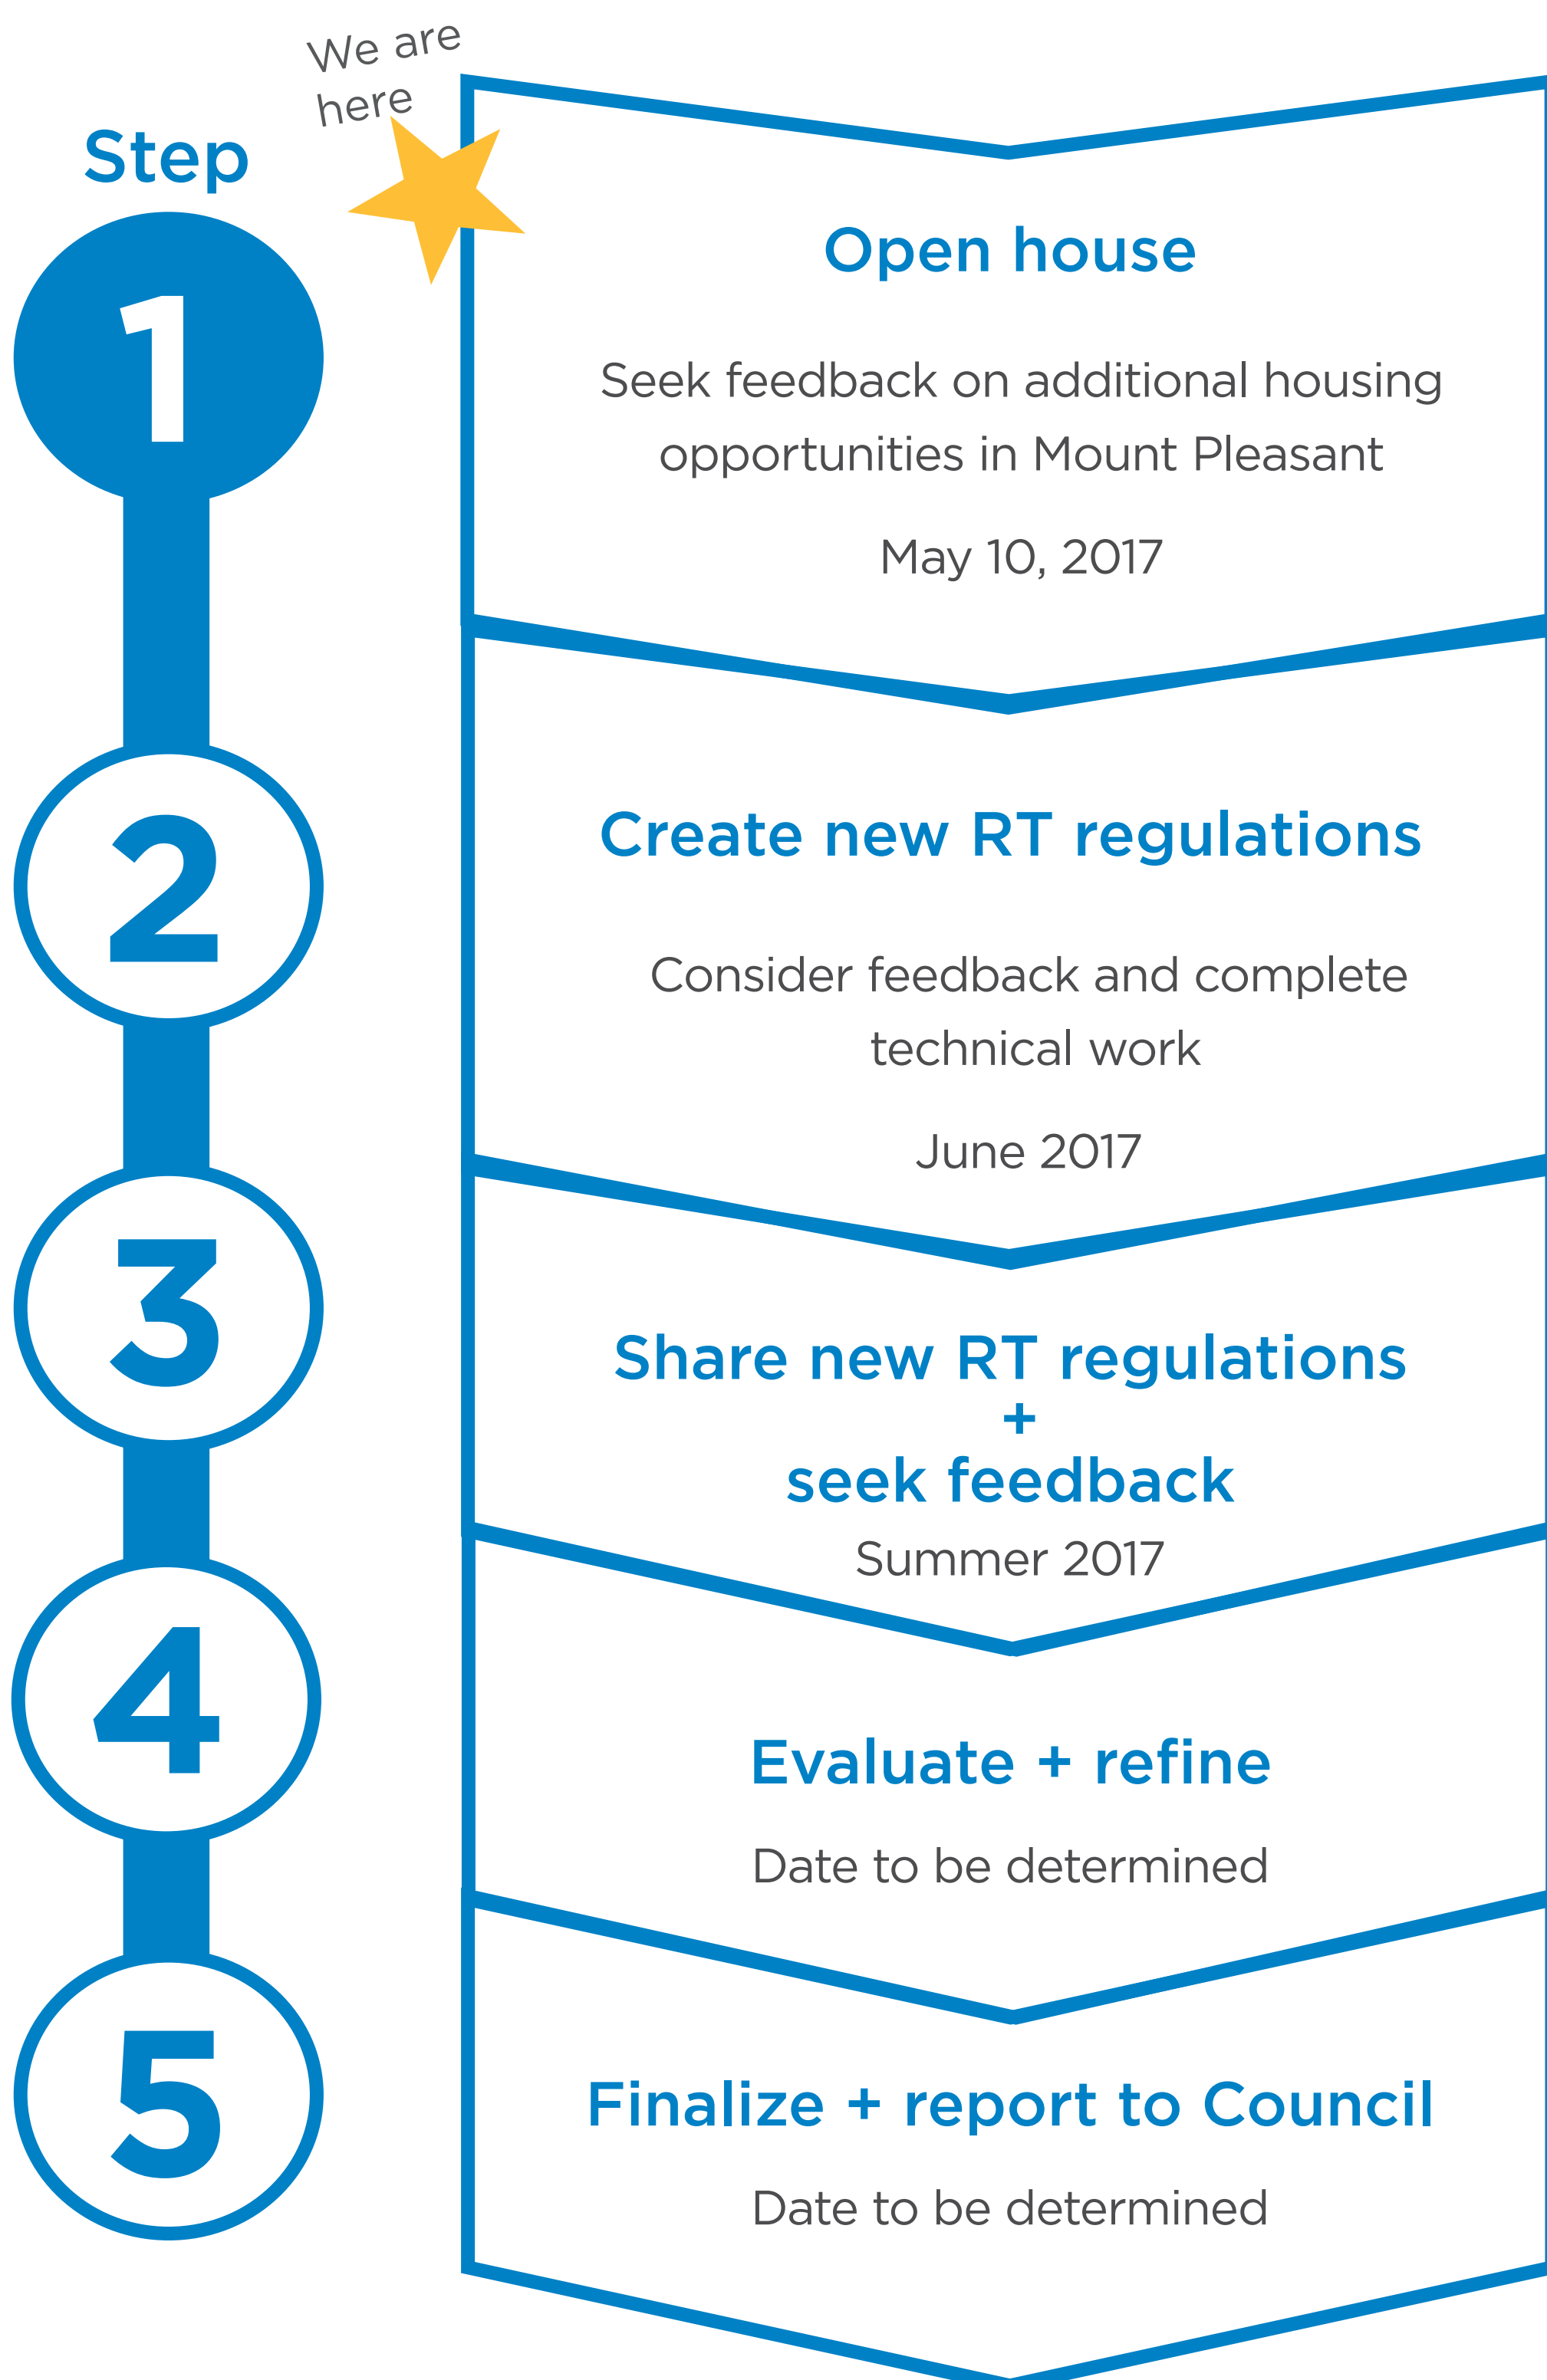 We are
here
Step
1
Open house
Seek feedback on additional housing
opportunities in Mount Pleasant
May 10, 2017
2
Create new RT regulations
Consider feedback and complete
technical work
June 2017
3
Share new RT regulations
+
seek feedback
Summer 2017
4
Evaluate + refine
Date to be determined
5
Finalize + report to Council
Date to be determined